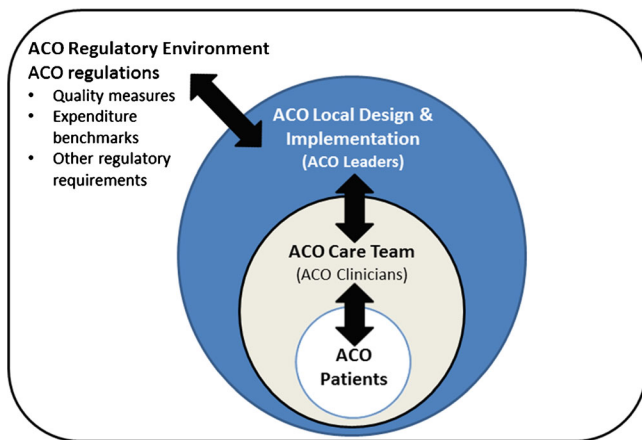 ACO Regulatory Environment
ACO regulations
• Quality measures
• Expenditure
benchmarks
• Other regulatory
requirements
ACO Local Design &
Implementation
(ACO Leaders)
ACO Care Team
(ACO Clinicians)
ACO
Patients